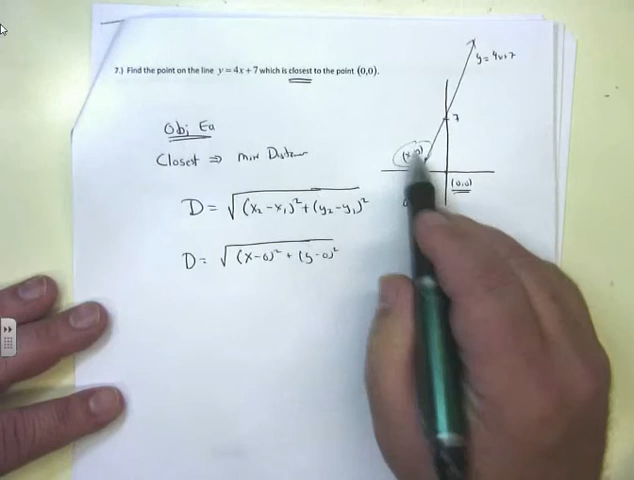 7.) Find the point on the line y = 4x + 7 which is closest to the point (0,0).
y = 4x+7
7
Obj Eq
Closest ⇒ min
(0,0)
D = √(x₂-x₁)²+(y₂-y₁)²
D = √(x-0)² + (y-0)²